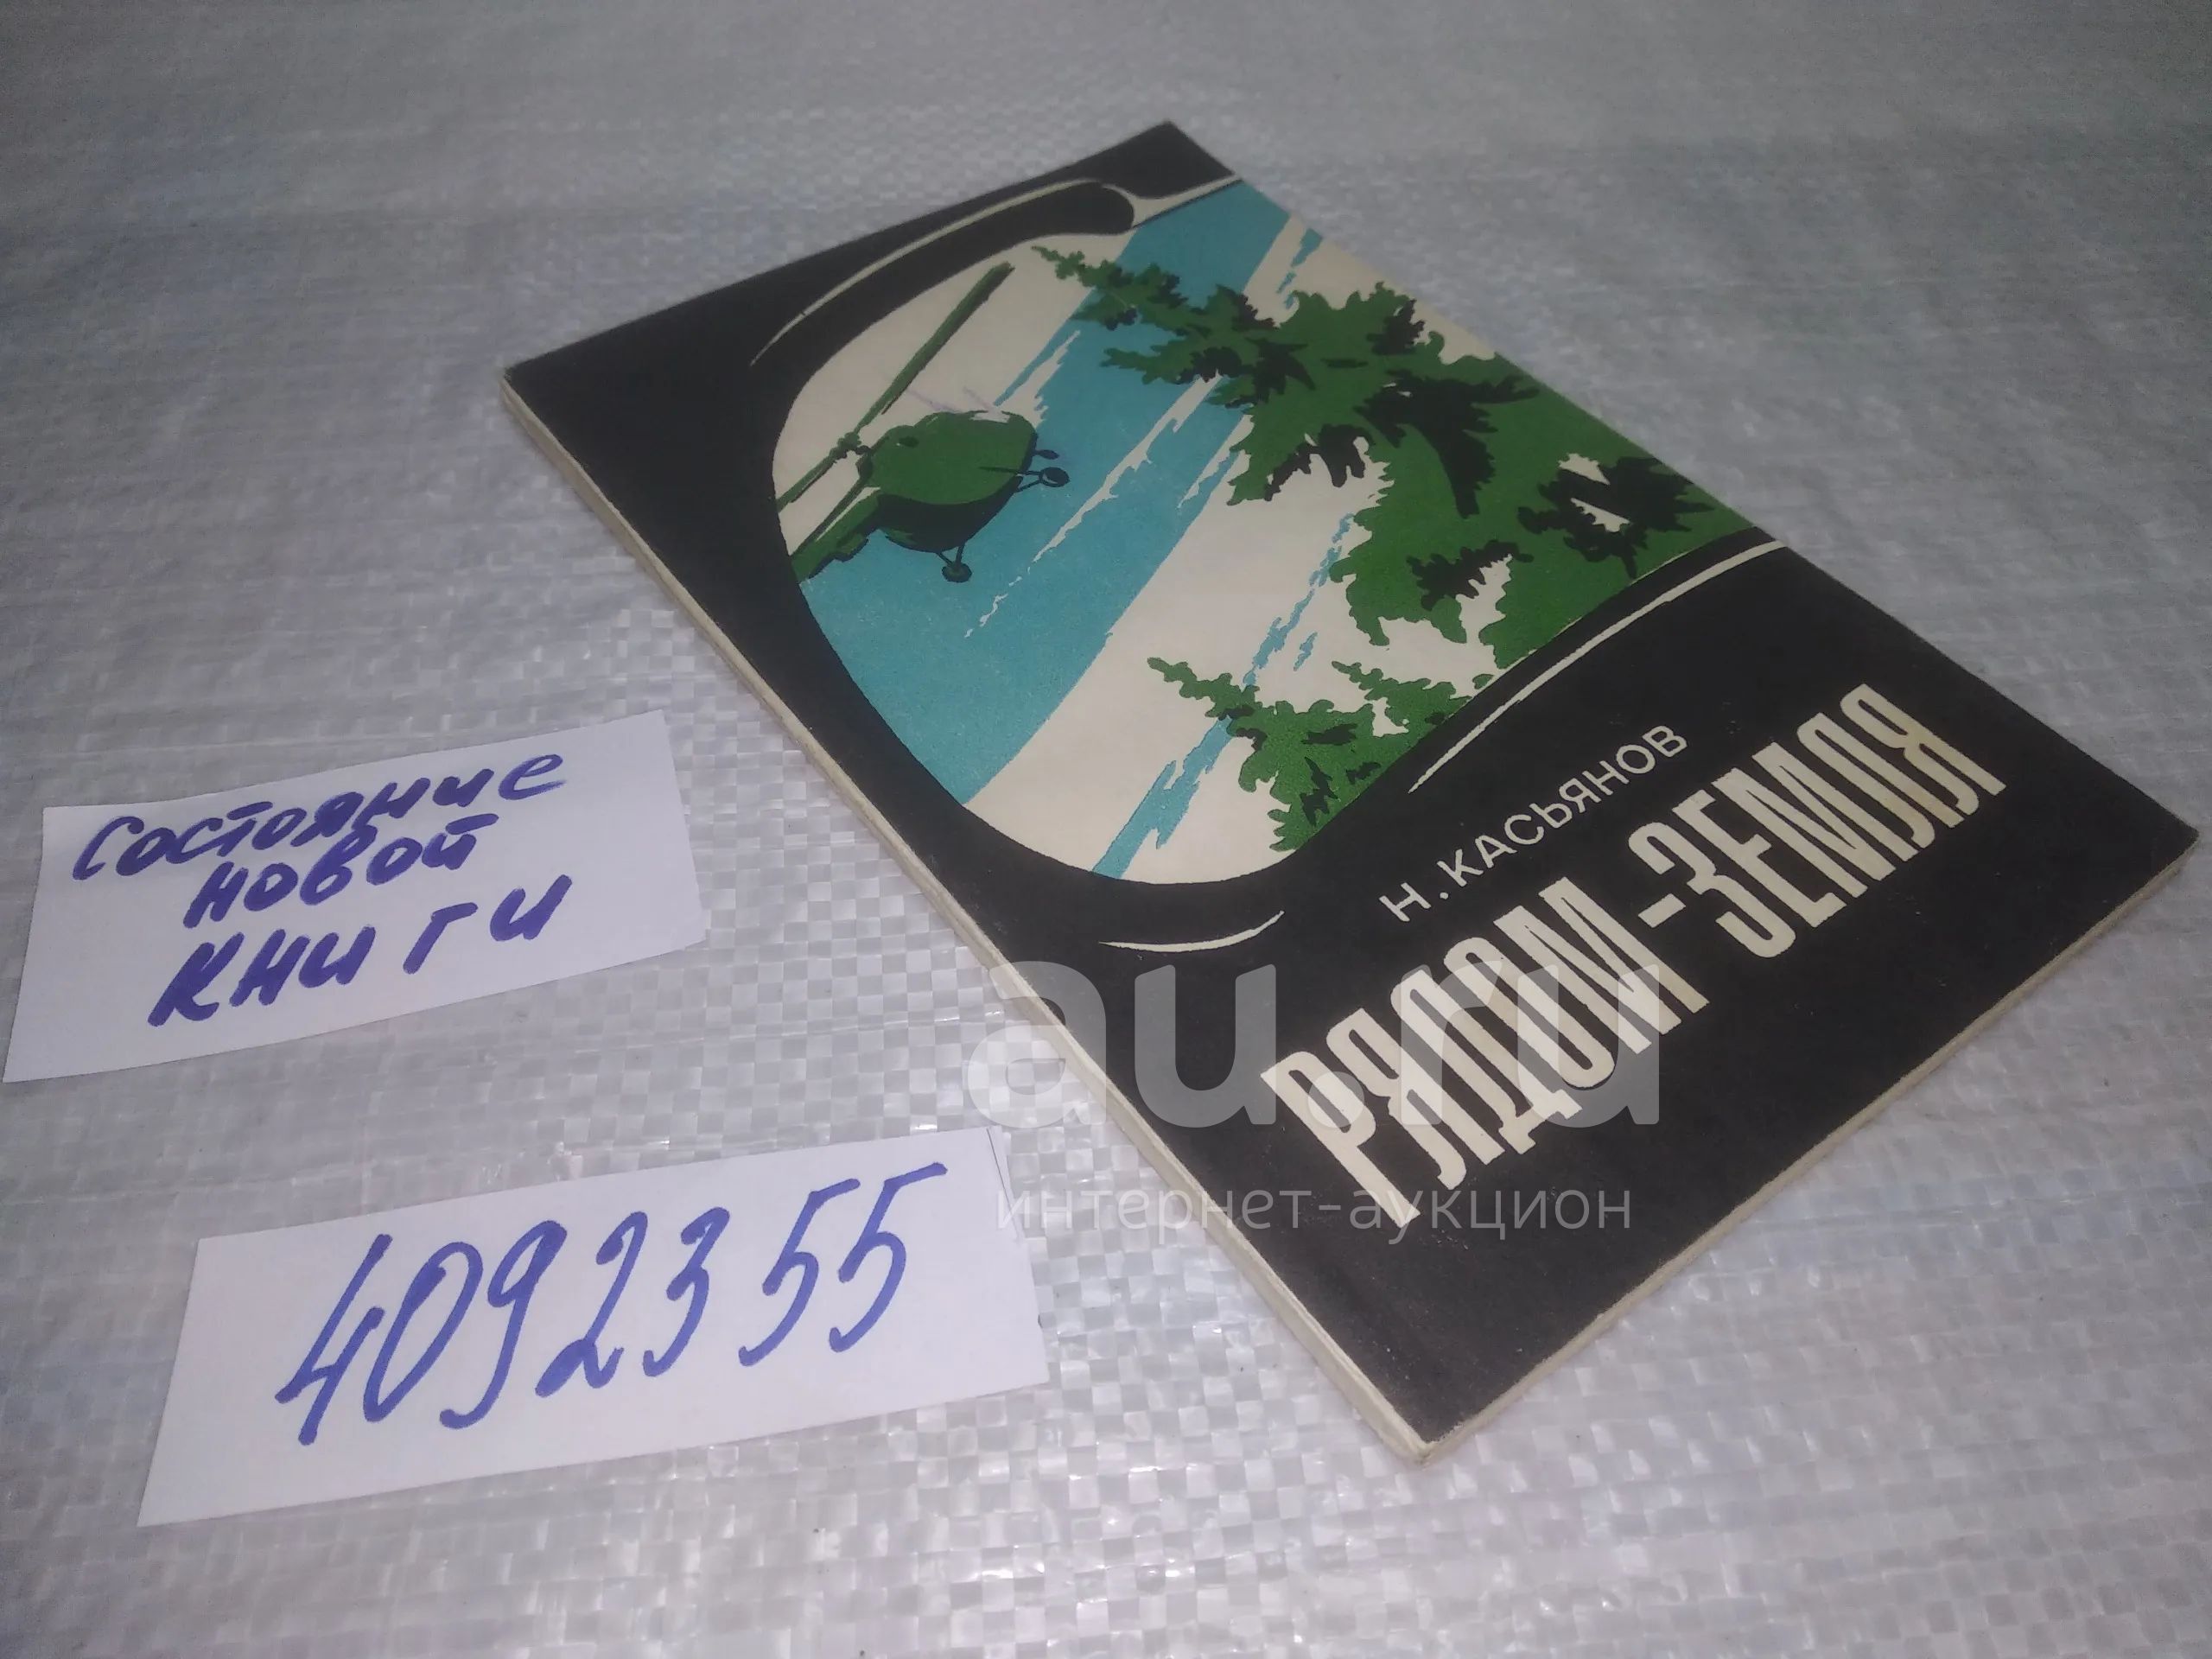 Состояние
новой
книги
4092355
Н. КАСЬЯНОВ
РЯДОМ-ЗЕМЛЯ
au.ru
интернет-аукцион